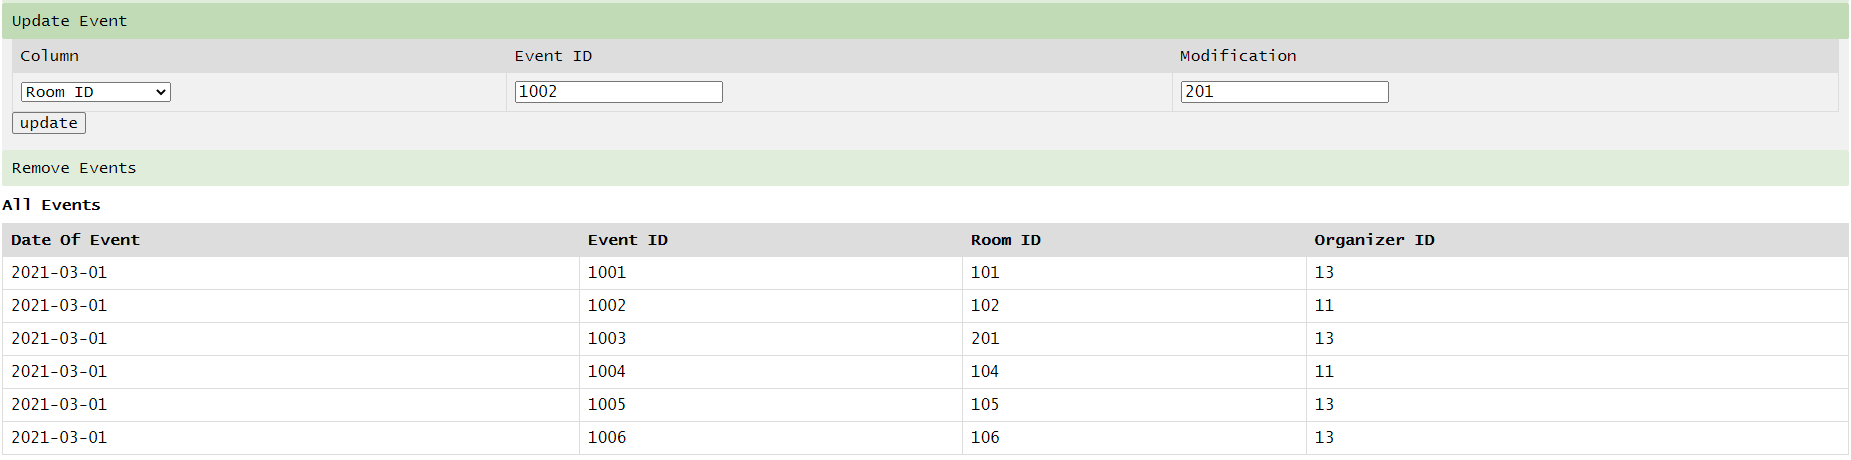 Update Event
Column Event ID Modification
Room ID 1002 201
update
Remove Events
All Events
Date Of Event Event ID Room ID Organizer ID
2021-03-01 1001 101 13
2021-03-01 1002 102 11
2021-03-01 1003 201 13
2021-03-01 1004 104 11
2021-03-01 1005 105 13
2021-03-01 1006 106 13